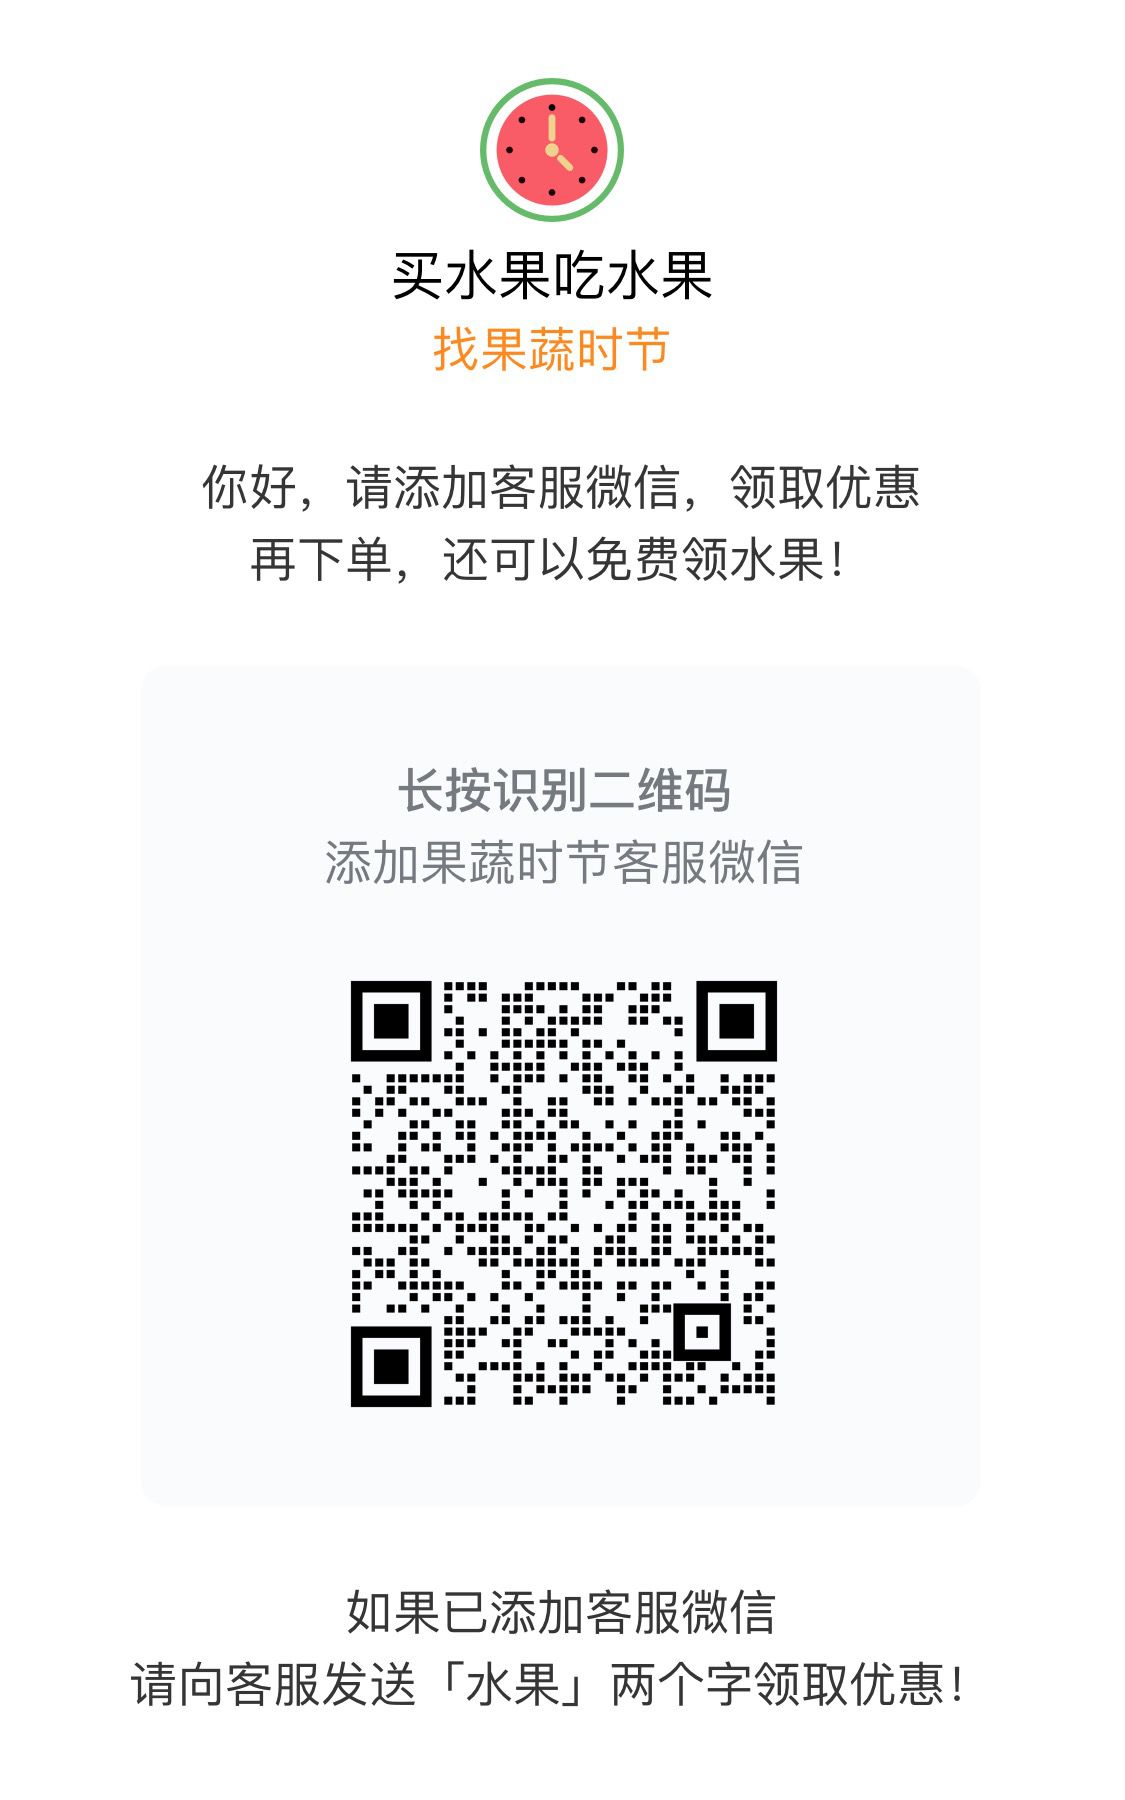 买水果吃水果
找果蔬时节
你好，请添加客服微信，领取优惠
再下单，还可以免费领水果！
长按识别二维码
添加果蔬时节客服微信
如果已添加客服微信
请向客服发送「水果」两个字领取优惠！